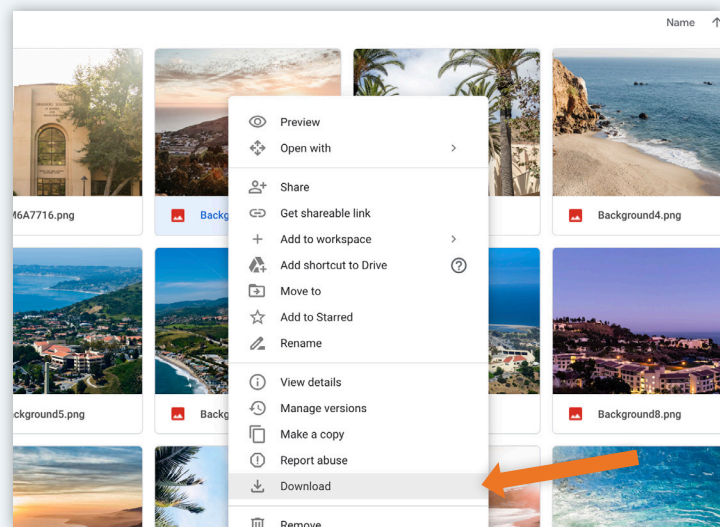 Name
M6A7716.png
Backg
Background4.png
Preview
Open with
Share
Get shareable link
Add to workspace
Add shortcut to Drive
Move to
Add to Starred
Rename
ckground5.png
Backg
Background8.png
View details
Manage versions
Make a copy
Report abuse
Download
Remove